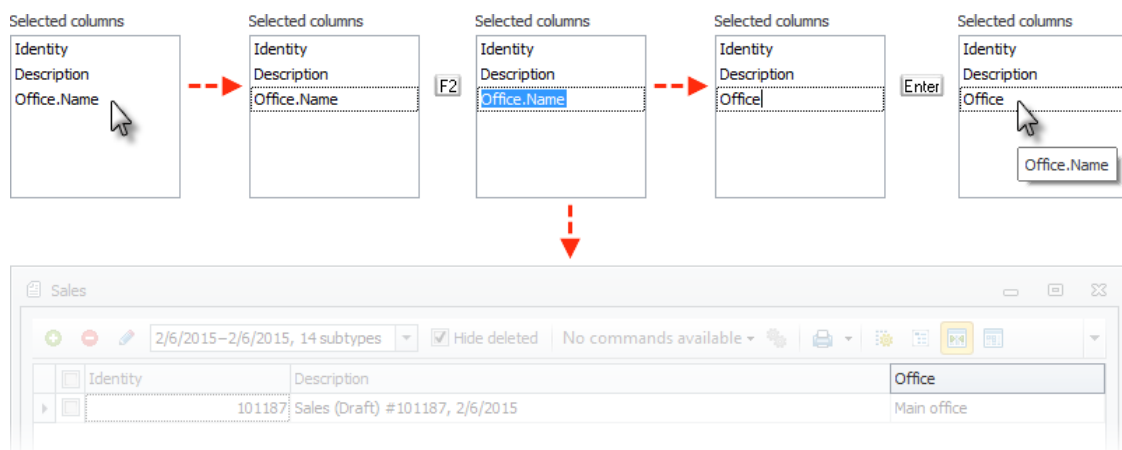 Selected columns Selected columns Selected columns Selected columns Selected columns
Identity Identity Identity Identity Identity
Description Description Description Description Description
Office.Name Office.Name F2 Office.Name Office Enter Office
Office.Name
Sales
2/6/2015–2/6/2015, 14 subtypes Hide deleted No commands available
Identity Description Office
101187 Sales (Draft) #101187, 2/6/2015 Main office